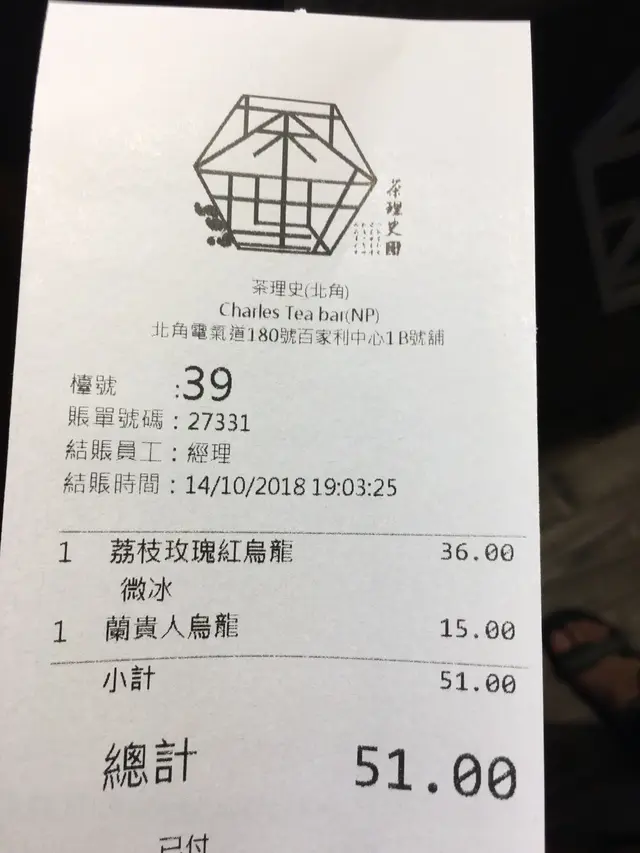 茶理史
茶理史(北角)
Charles Tea bar(NP)
北角電氣道180號百家利中心1B號舖
檯號 :39
賬單號碼 : 27331
結賬員工 : 經理
結賬時間 : 14/10/2018 19:03:25
1 荔枝玫瑰紅烏龍 36.00
微冰
1 蘭貴人烏龍 15.00
小計 51.00
總計 51.00
已付